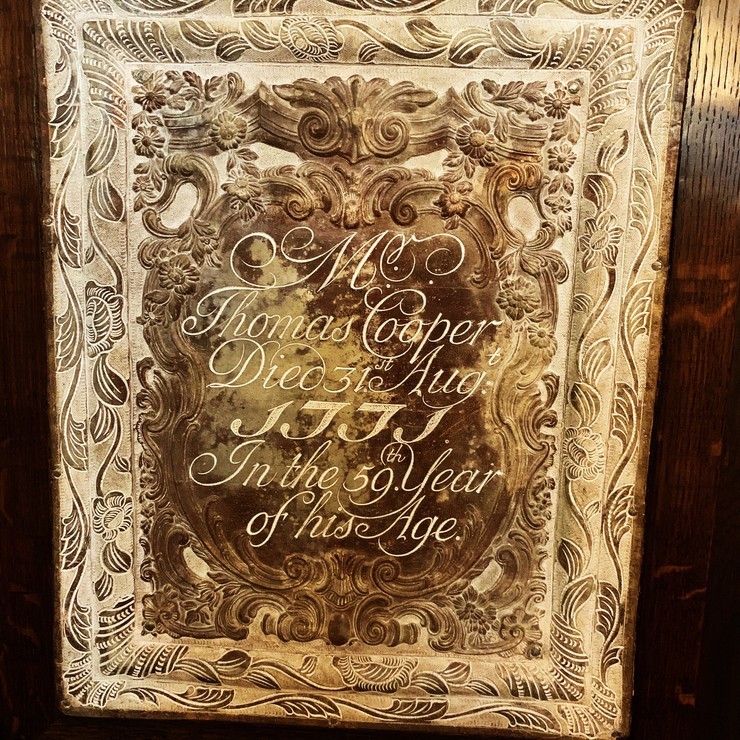 Mr.
Thomas Cooper
Died 31st Augt:
1771.
In the 59th. Year
of his Age.